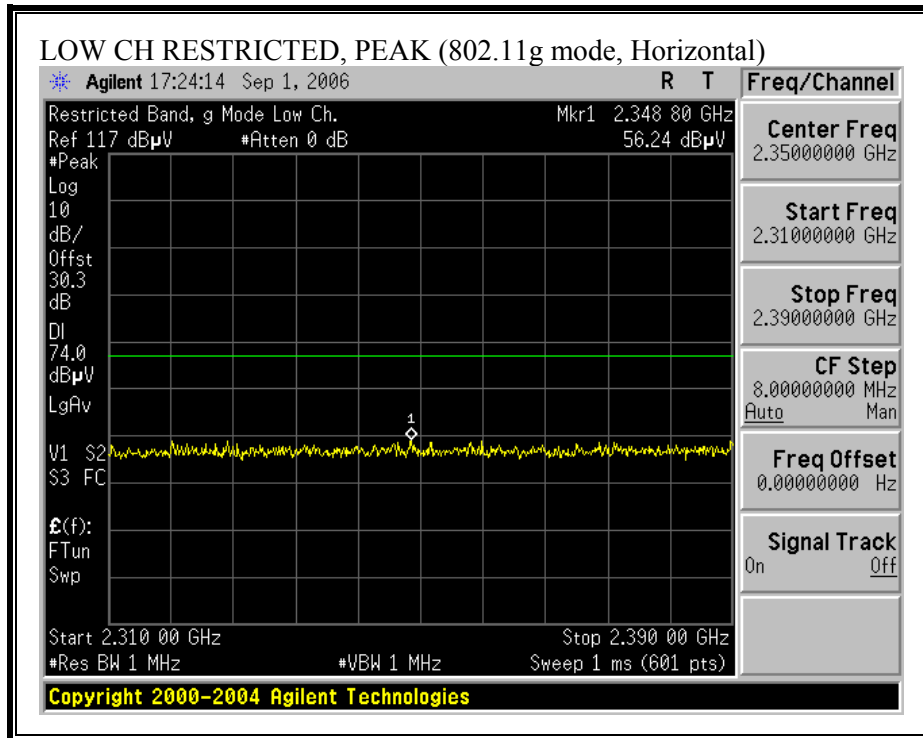 LOW CH RESTRICTED, PEAK (802.11g mode, Horizontal)
Agilent 17:24:14 Sep 1, 2006 R T
Restricted Band, g Mode Low Ch. Mkr1 2.348 80 GHz
Ref 117 dBµV #Atten 0 dB 56.24 dBµV
#Peak
Log
10
dB/
Offst
30.3
dB
DI
74.0
dBµV
LgAv
1
V1 S2
S3 FC
£(f):
FTun
Swp
Start 2.310 00 GHz Stop 2.390 00 GHz
#Res BW 1 MHz #VBW 1 MHz Sweep 1 ms (601 pts)
Copyright 2000-2004 Agilent Technologies
Freq/Channel
Center Freq
2.35000000 GHz
Start Freq
2.31000000 GHz
Stop Freq
2.39000000 GHz
CF Step
8.00000000 MHz
Auto Man
Freq Offset
0.00000000 Hz
Signal Track
On Off